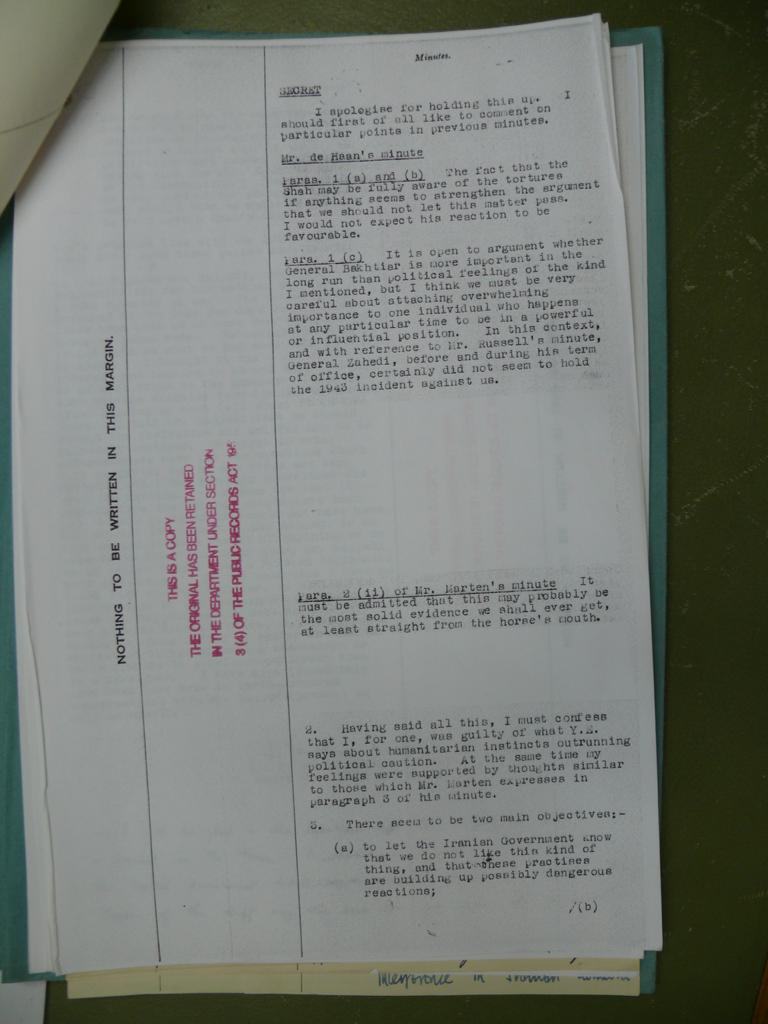 Minutes.
SECRET
I apologise for holding this up. I
should first of all like to comment on
particular points in previous minutes.
Mr. de Haan's minute
Paras. 1 (a) and (b) The fact that the
Shah may be fully aware of the tortures
if anything seems to strengthen the argument
that we should not let this matter pass.
I would not expect his reaction to be
favourable.
Para. 1 (c) It is open to argument whether
General Bakhtiar is more important in the
long run than political feelings of the kind
I mentioned, but I think we must be very
careful about attaching overwhelming
importance to one individual who happens
at any particular time to be in a powerful
or influential position. In this context,
and with reference to Mr. Russell's minute,
General Zahedi, before and during his term
of office, certainly did not seem to hold
the 1943 incident against us.
Para. 2 (ii) of Mr. Marten's minute It
must be admitted that this may probably be
the most solid evidence we shall ever get,
at least straight from the horse's mouth.
2. Having said all this, I must confess
that I, for one, was guilty of what Y.E.
says about humanitarian instincts outrunning
political caution. At the same time my
feelings were supported by thoughts similar
to those which Mr. Marten expresses in
paragraph 3 of his minute.
3. There seem to be two main objectives:-
(a) to let the Iranian Government know
that we do not like this kind of
thing, and that these practises
are building up possibly dangerous
reactions;
/(b)
NOTHING TO BE WRITTEN IN THIS MARGIN.
THIS IS A COPY
THE ORIGINAL HAS BEEN RETAINED
IN THE DEPARTMENT UNDER SECTION
3 (4) OF THE PUBLIC RECORDS ACT 195
in